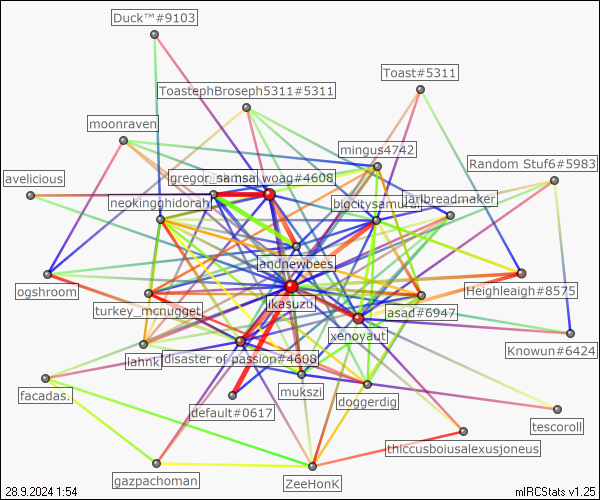 Duck™#9103
Toast#5311
ToastephBroseph5311#5311
moonraven
mingus4742
Random Stuf6#5983
avelicious
gregor_samsa
woag#4608
neokingghidorah
bigcitysamurai
jarlbreadmaker
andnewbees
ogshroom
Heighleaigh#8575
jikasuzu
turkey_mcnugget
asad#6947
xenoyaut
Knowun#6424
lahnK
disaster of passion#4608
mukszi
facadas.
doggerdig
default#0617
tescoroll
thiccusboiusalexusjoneus
gazpachoman
ZeeHonK
28.9.2024 1:54
mIRCStats v1.25